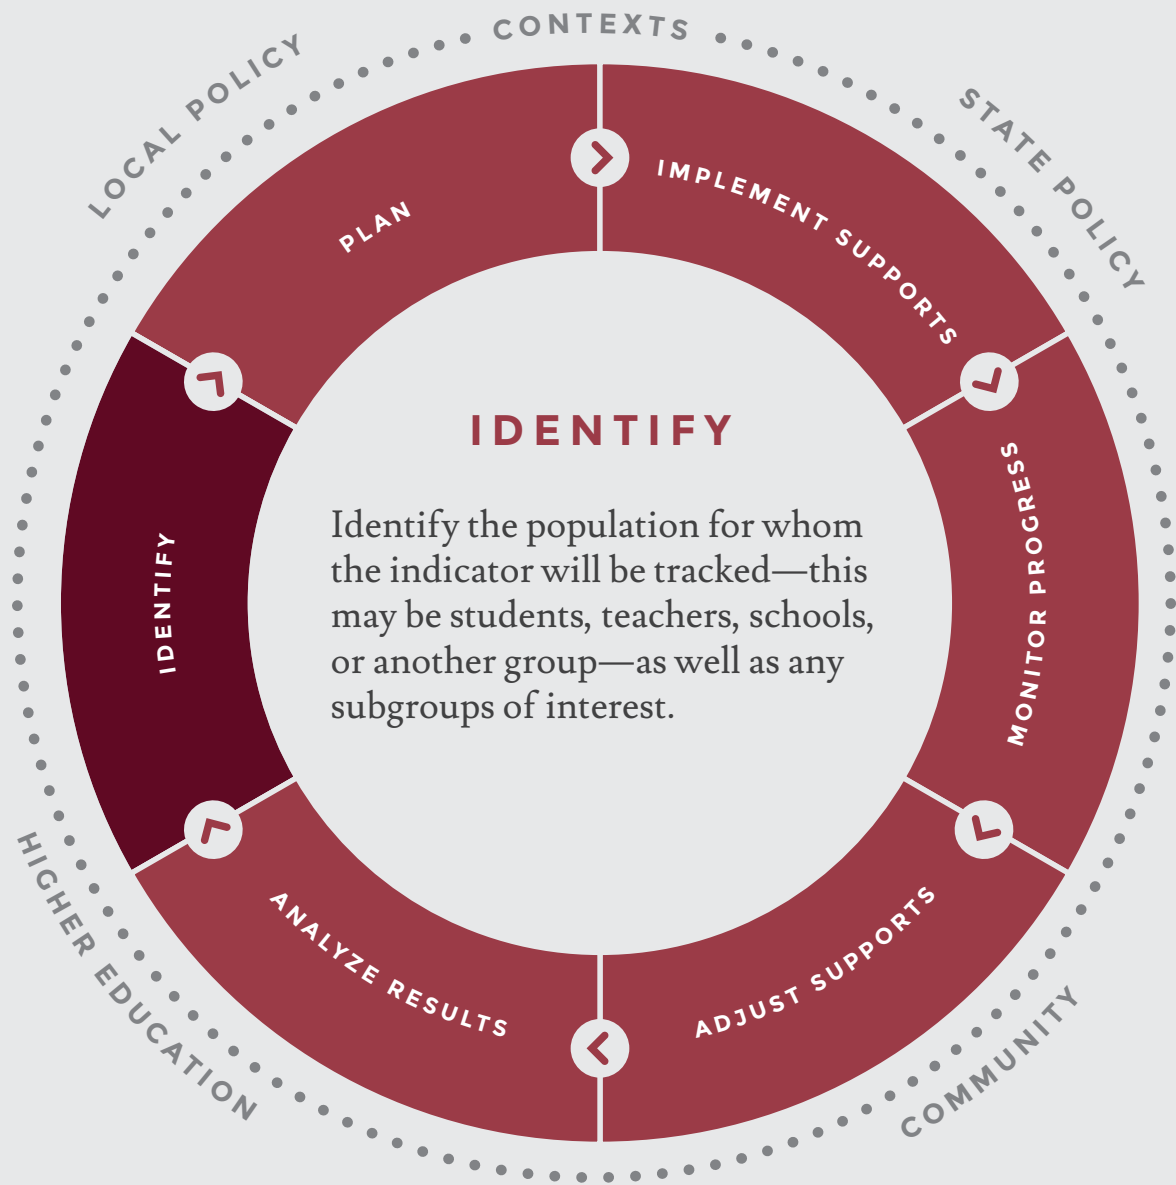 CONTEXTS
LOCAL POLICY
STATE POLICY
PLAN
IMPLEMENT SUPPORTS
MONITOR PROGRESS
IDENTIFY
IDENTIFY
Identify the population for whom
the indicator will be tracked—this
may be students, teachers, schools,
or another group—as well as any
subgroups of interest.
ANALYZE RESULTS
ADJUST SUPPORTS
HIGHER EDUCATION
COMMUNITY